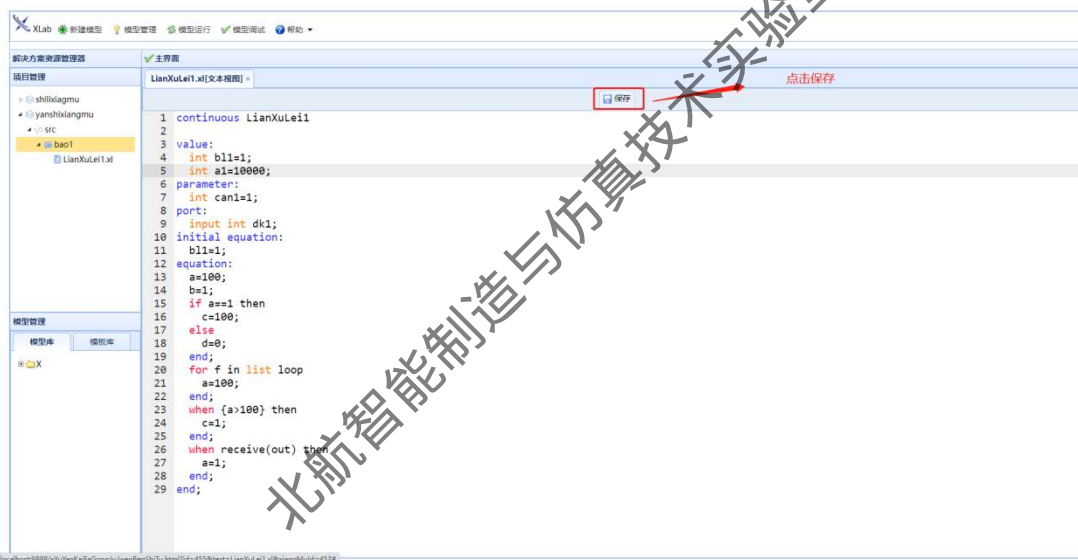 XLab 新建模型 模型管理 模型运行 模型调试 帮助
解决方案资源管理器
主界面
项目管理
LianXuLei1.xl[文本视图] ×
点击保存
保存
shilixiagmu
yanshixiangmu
src
bao1
LianXuLei1.xl
模型管理
模型库 模板库
X
1 continuous LianXuLei1
2
3 value:
4 int bl1=1;
5 int a1=10000;
6 parameter:
7 int can1=1;
8 port:
9 input int dk1;
10 initial equation:
11 bl1=1;
12 equation:
13 a=100;
14 b=1;
15 if a==1 then
16 c=100;
17 else
18 d=0;
19 end;
20 for f in list loop
21 a=100;
22 end;
23 when {a>100} then
24 c=1;
25 end;
26 when receive(out) then
27 a=1;
28 end;
29 end;
北航智能制造与仿真技术实验